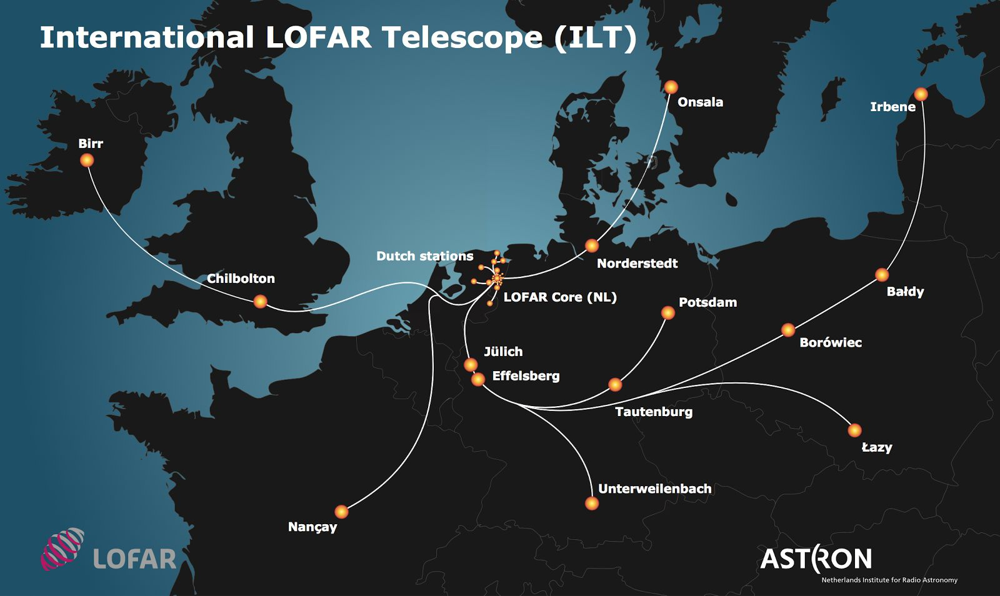 International LOFAR Telescope (ILT)
Onsala
Irbene
Birr
Dutch stations
Norderstedt
Chilbolton
Bałdy
LOFAR Core (NL)
Potsdam
Borówiec
Jülich
Effelsberg
Tautenburg
Łazy
Unterweilenbach
Nançay
LOFAR
ASTRON
Netherlands Institute for Radio Astronomy